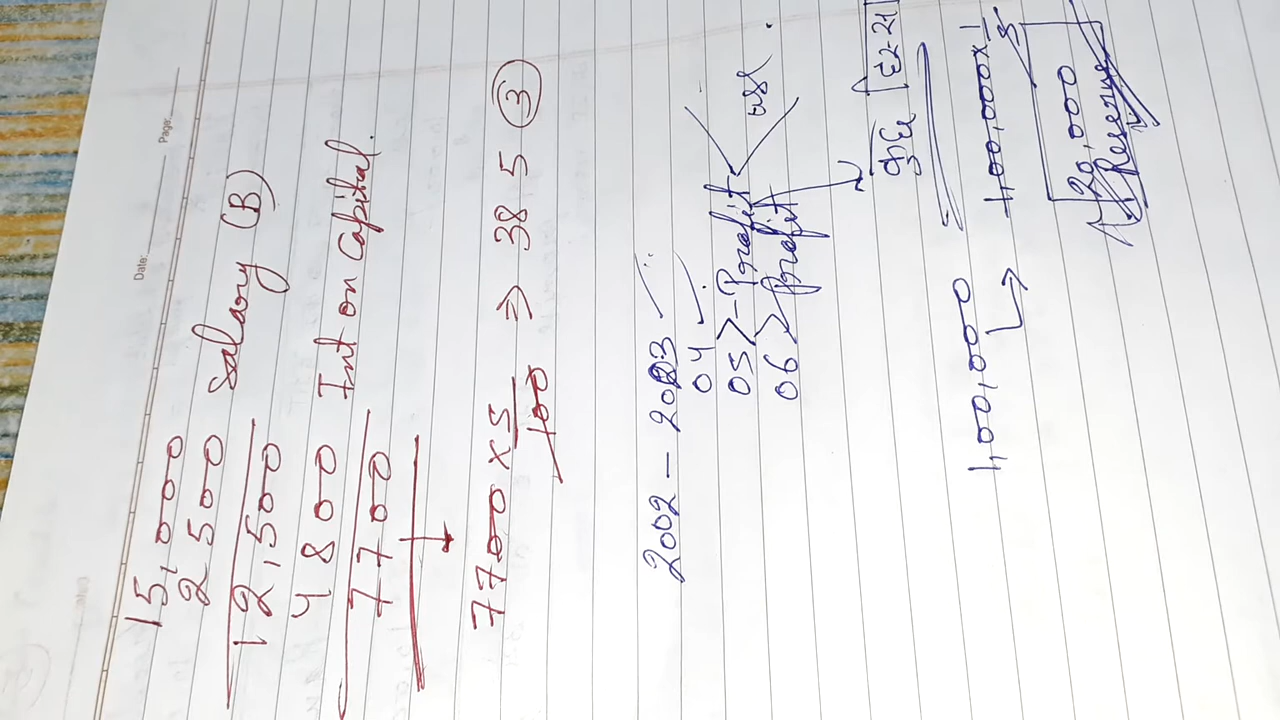 Date: Page:
15,000
2500 Salary (B)
12,500
4800 Int on Capital.
7700
7700 × 5/100 ⇒ 385 (3)
2002 – 2003
04
05 > - Profit
06 > Profit
1,00,000 ↳ 1,00,000 × 1/5
20,000
Reserve